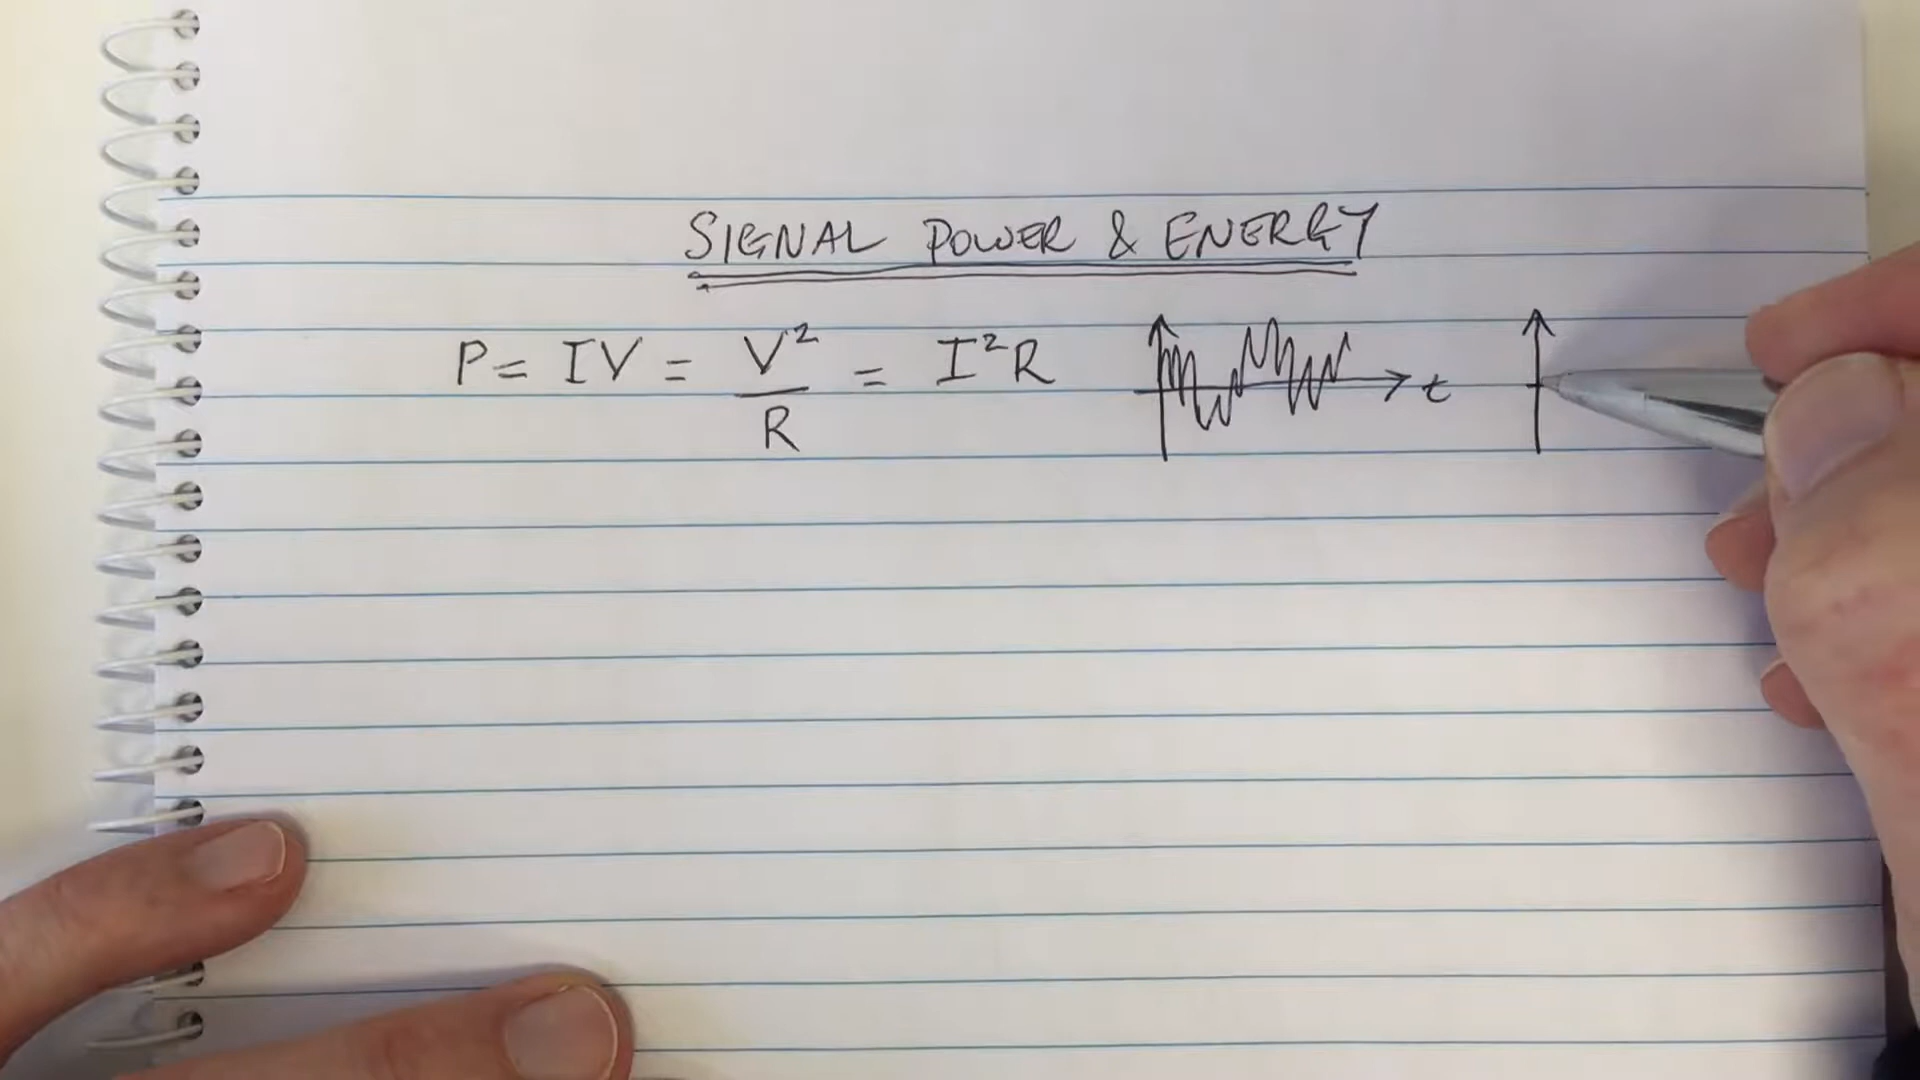 SIGNAL POWER & ENERGY
P = IV = V²/R = I²R
t